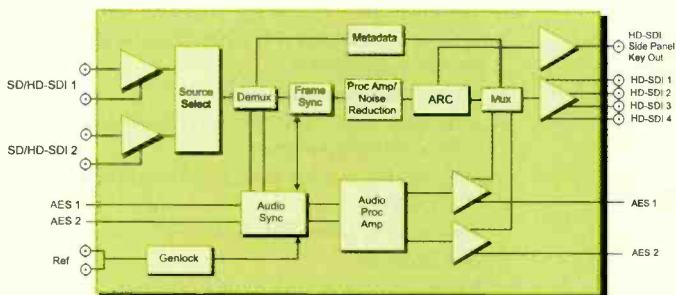 Metadata
HD-SDI
Side Panel
Key Out
SD/HD-SDI 1
Source
Select
Demux
Frame
Sync
Proc Amp/
Noise
Reduction
ARC
Mux
HD-SDI 1
HD-SDI 2
HD-SDI 3
HD-SDI 4
SD/HD-SDI 2
AES 1
AES 2
Audio
Sync
Audio
Proc
Amp
AES 1
AES 2
Ref
Genlock